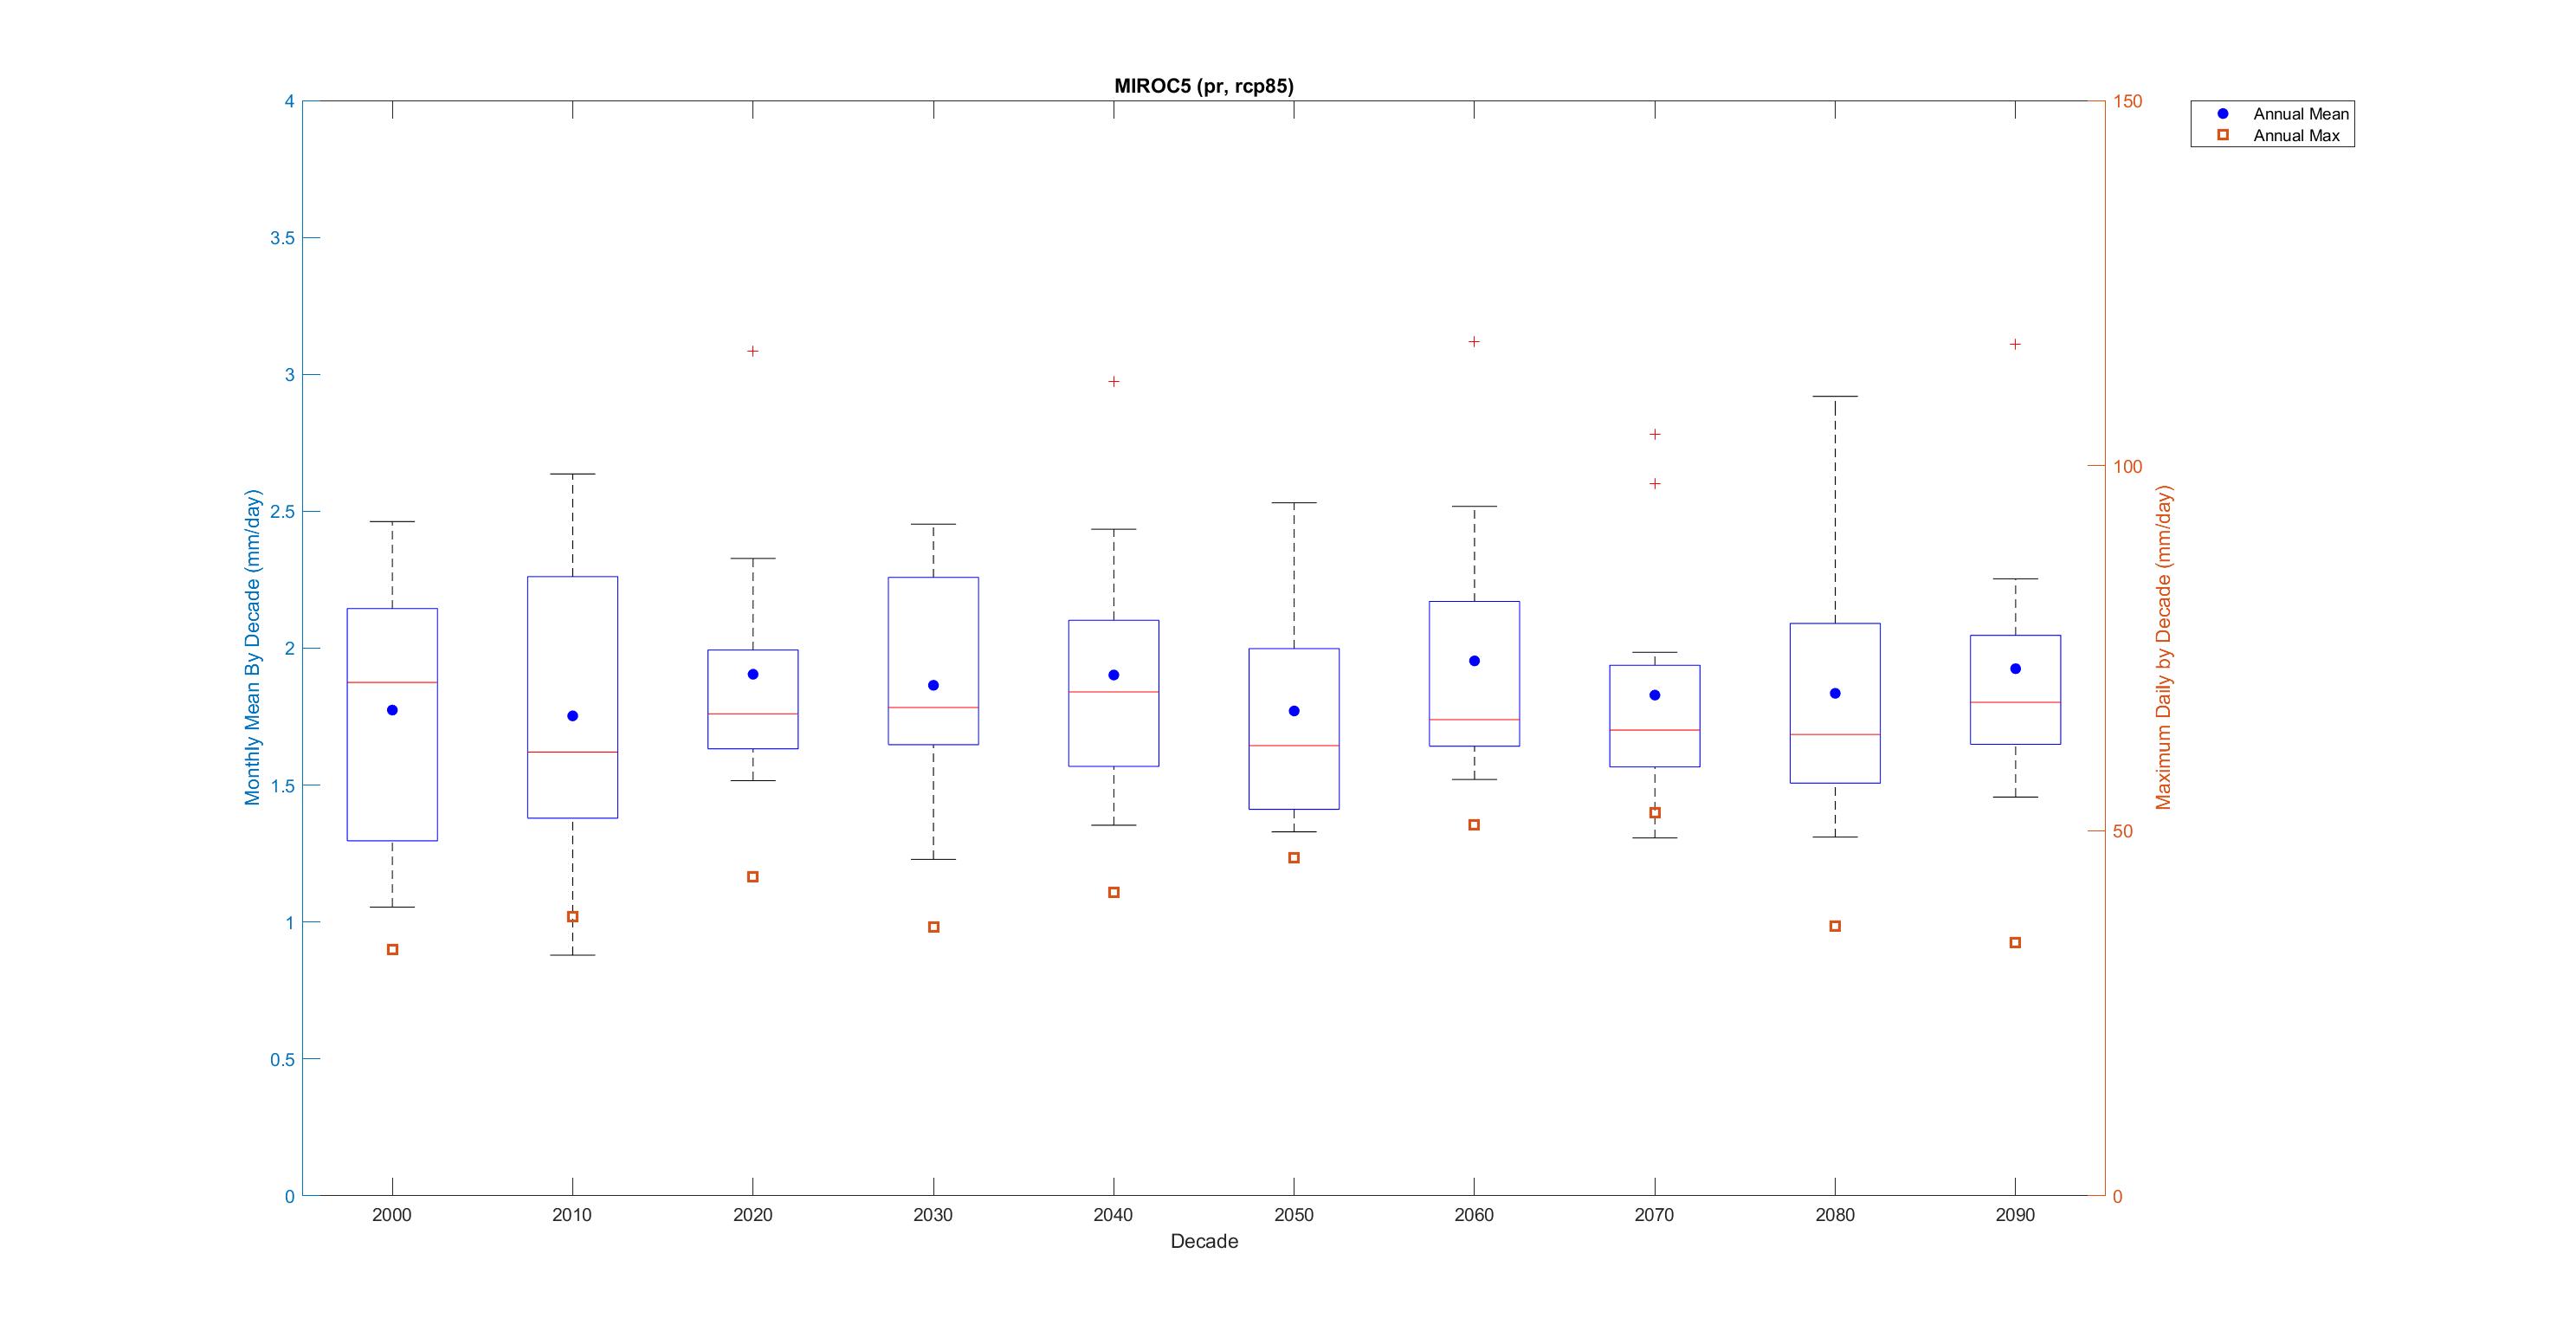 MIROC5 (pr, rcp85)
Annual Mean
Annual Max
4
3.5
3
2.5
2
1.5
1
0.5
0
Monthly Mean By Decade (mm/day)
150
100
50
0
Maximum Daily by Decade (mm/day)
2000 2010 2020 2030 2040 2050 2060 2070 2080 2090
Decade